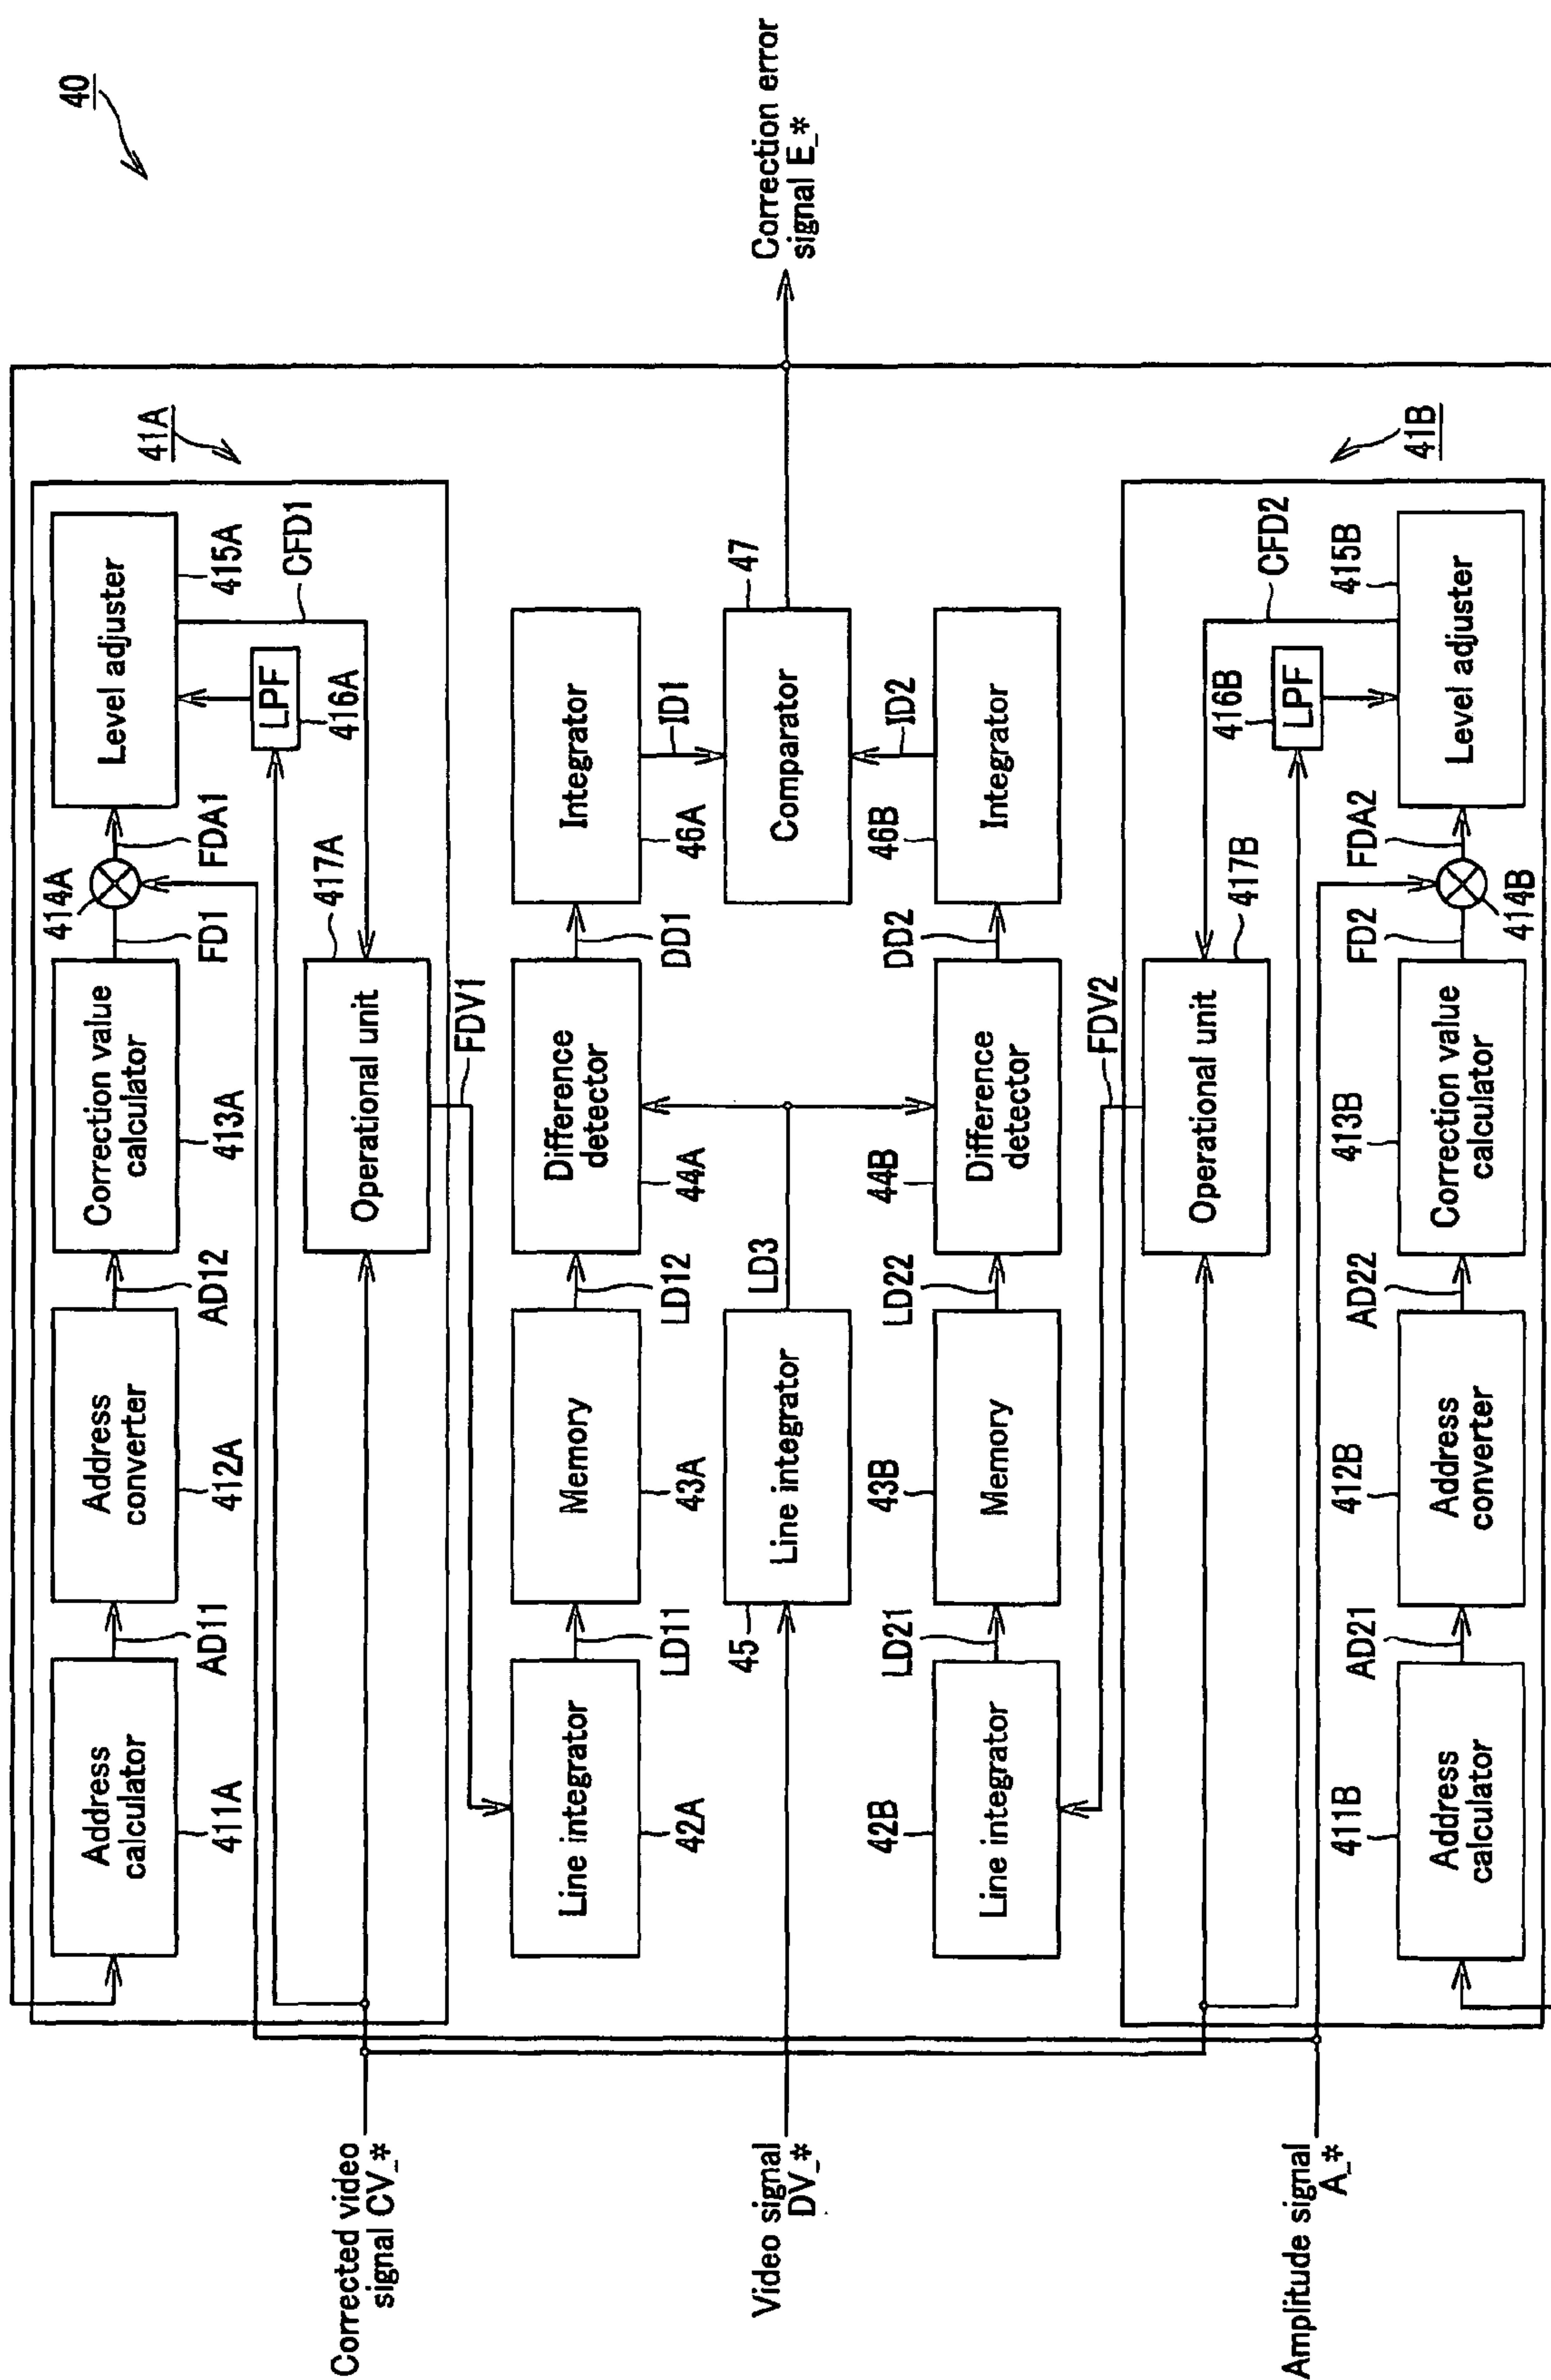 40
41A
Address
calculator
411A
AD11
Address
converter
412A
AD12
Correction value
calculator
413A
FD1
414A
FDA1
Level adjuster
415A
LPF
416A
CFD1
Operational unit
417A
FDV1
Corrected video
signal CV_*
Line integrator
42A
LD11
Memory
43A
LD12
Difference
detector
44A
DD1
Integrator
46A
ID1
Video signal
DV_*
45
Line integrator
LD3
Comparator
47
Correction error
signal E_*
ID2
42B
Line integrator
LD21
43B
Memory
LD22
44B
Difference
detector
DD2
46B
Integrator
FDV2
Operational unit
417B
LPF
416B
CFD2
41B
Amplitude signal
A_*
411B
Address
calculator
AD21
412B
Address
converter
AD22
413B
Correction value
calculator
FD2
414B
FDA2
415B
Level adjuster